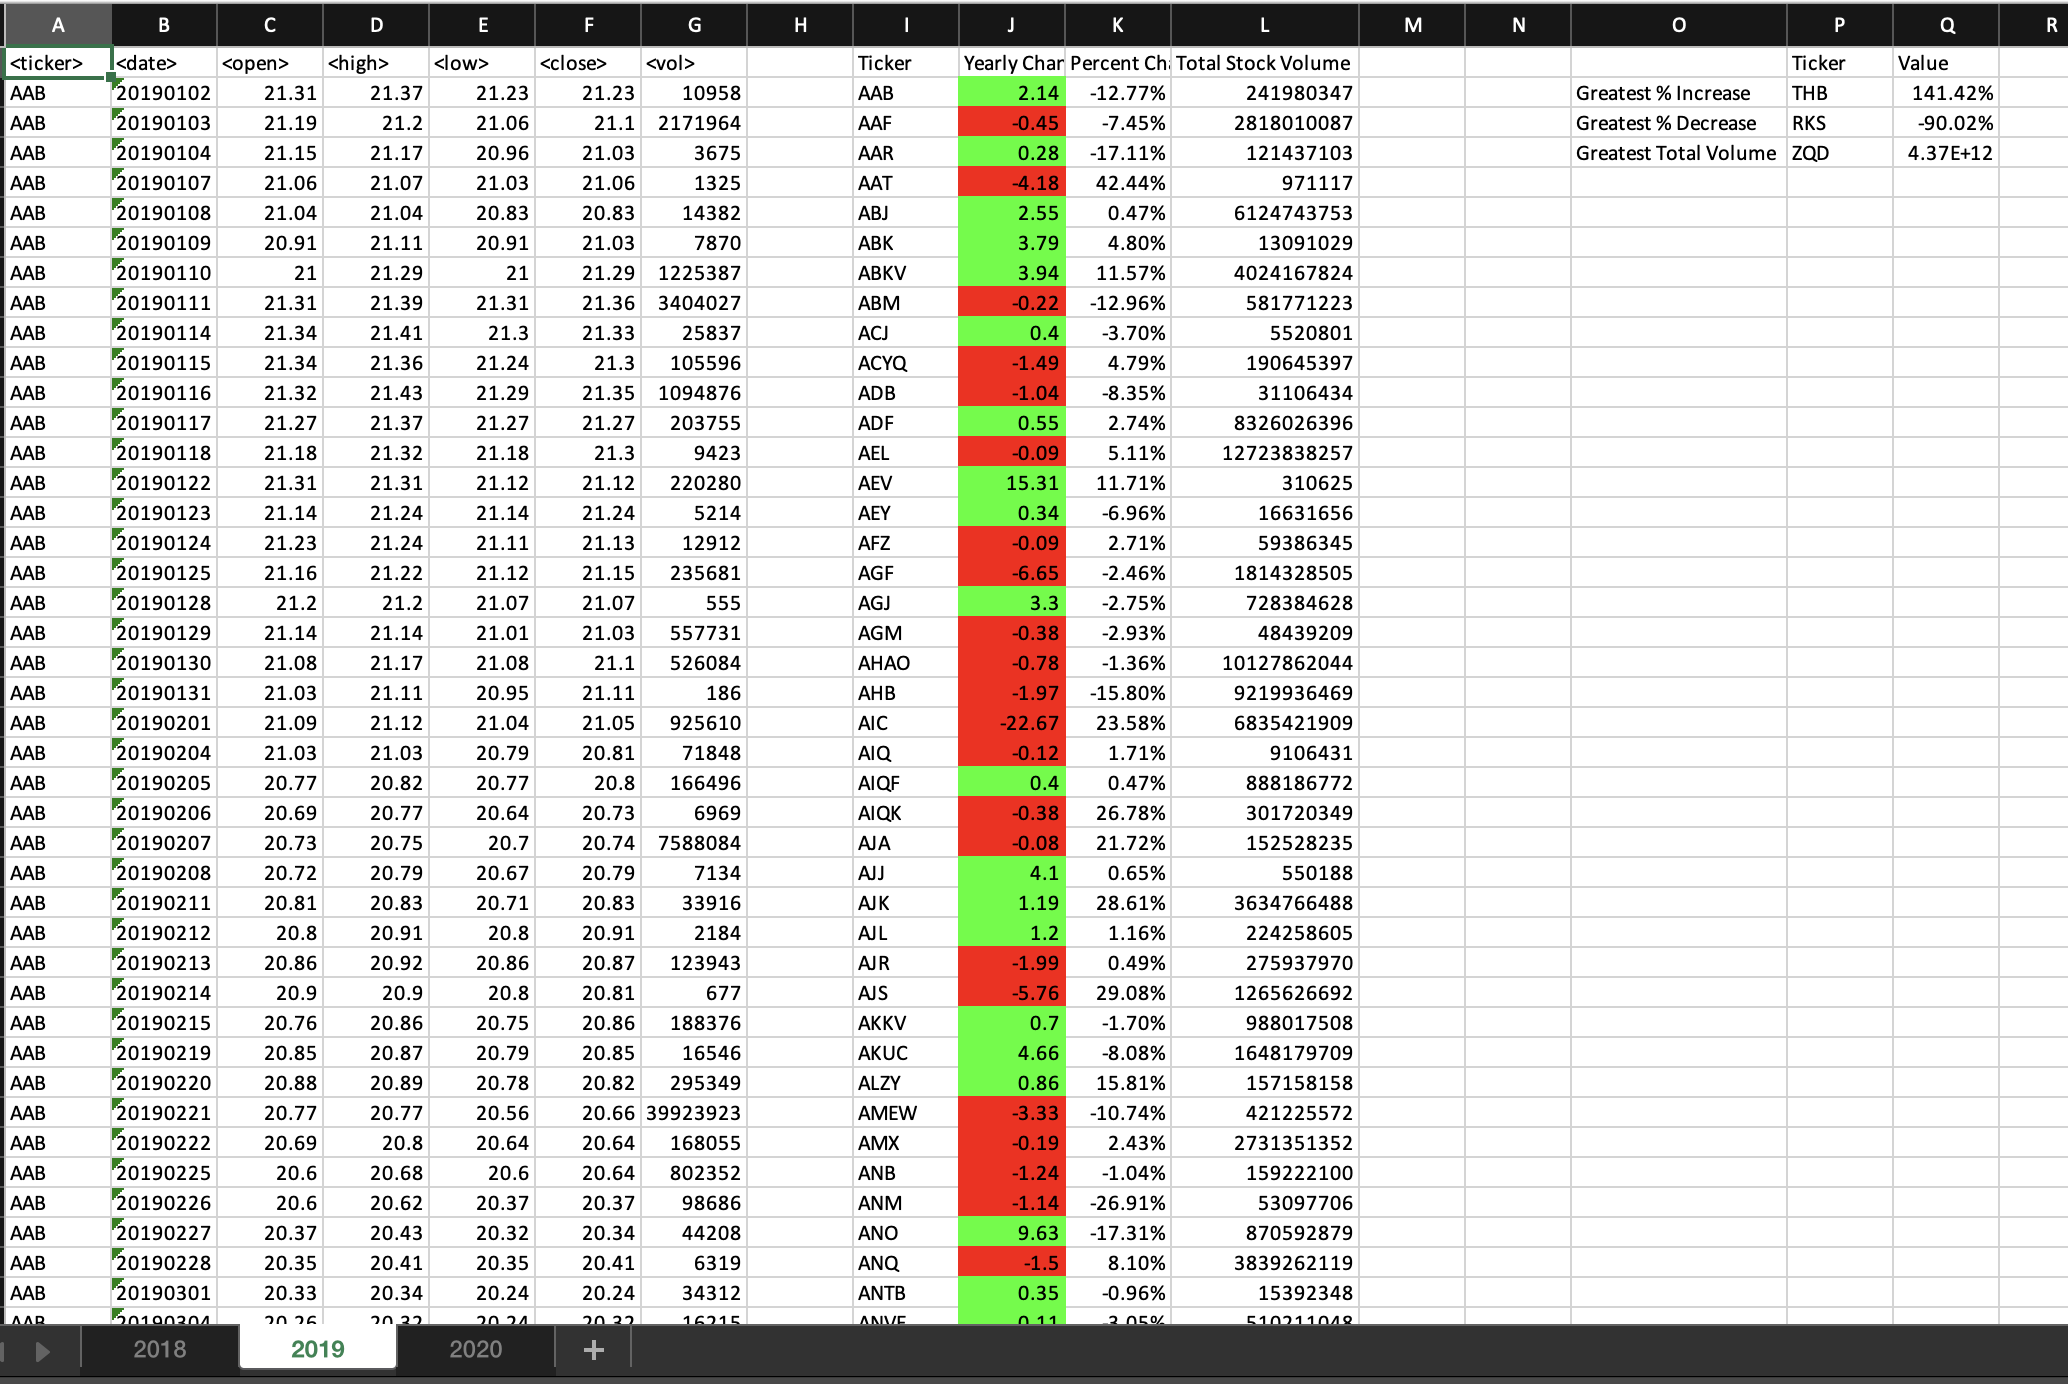 A B C D E F G H I J K L M N O P Q R
<ticker> <date> <open> <high> <low> <close> <vol> Ticker Yearly Char Percent Ch Total Stock Volume Ticker Value
AAB 20190102 21.31 21.37 21.23 21.23 10958 AAB 2.14 -12.77% 241980347 Greatest % Increase THB 141.42%
AAB 20190103 21.19 21.2 21.06 21.1 2171964 AAF -0.45 -7.45% 2818010087 Greatest % Decrease RKS -90.02%
AAB 20190104 21.15 21.17 20.96 21.03 3675 AAR 0.28 -17.11% 121437103 Greatest Total Volume ZQD 4.37E+12
AAB 20190107 21.06 21.07 21.03 21.06 1325 AAT -4.18 42.44% 971117
AAB 20190108 21.04 21.04 20.83 20.83 14382 ABJ 2.55 0.47% 6124743753
AAB 20190109 20.91 21.11 20.91 21.03 7870 ABK 3.79 4.80% 13091029
AAB 20190110 21 21.29 21 21.29 1225387 ABKV 3.94 11.57% 4024167824
AAB 20190111 21.31 21.39 21.31 21.36 3404027 ABM -0.22 -12.96% 581771223
AAB 20190114 21.34 21.41 21.3 21.33 25837 ACJ 0.4 -3.70% 5520801
AAB 20190115 21.34 21.36 21.24 21.3 105596 ACYQ -1.49 4.79% 190645397
AAB 20190116 21.32 21.43 21.29 21.35 1094876 ADB -1.04 -8.35% 31106434
AAB 20190117 21.27 21.37 21.27 21.27 203755 ADF 0.55 2.74% 8326026396
AAB 20190118 21.18 21.32 21.18 21.3 9423 AEL -0.09 5.11% 12723838257
AAB 20190122 21.31 21.31 21.12 21.12 220280 AEV 15.31 11.71% 310625
AAB 20190123 21.14 21.24 21.14 21.24 5214 AEY 0.34 -6.96% 16631656
AAB 20190124 21.23 21.24 21.11 21.13 12912 AFZ -0.09 2.71% 59386345
AAB 20190125 21.16 21.22 21.12 21.15 235681 AGF -6.65 -2.46% 1814328505
AAB 20190128 21.2 21.2 21.07 21.07 555 AGJ 3.3 -2.75% 728384628
AAB 20190129 21.14 21.14 21.01 21.03 557731 AGM -0.38 -2.93% 48439209
AAB 20190130 21.08 21.17 21.08 21.1 526084 AHAO -0.78 -1.36% 10127862044
AAB 20190131 21.03 21.11 20.95 21.11 186 AHB -1.97 -15.80% 9219936469
AAB 20190201 21.09 21.12 21.04 21.05 925610 AIC -22.67 23.58% 6835421909
AAB 20190204 21.03 21.03 20.79 20.81 71848 AIQ -0.12 1.71% 9106431
AAB 20190205 20.77 20.82 20.77 20.8 166496 AIQF 0.4 0.47% 888186772
AAB 20190206 20.69 20.77 20.64 20.73 6969 AIQK -0.38 26.78% 301720349
AAB 20190207 20.73 20.75 20.7 20.74 7588084 AJA -0.08 21.72% 152528235
AAB 20190208 20.72 20.79 20.67 20.79 7134 AJJ 4.1 0.65% 550188
AAB 20190211 20.81 20.83 20.71 20.83 33916 AJK 1.19 28.61% 3634766488
AAB 20190212 20.8 20.91 20.8 20.91 2184 AJL 1.2 1.16% 224258605
AAB 20190213 20.86 20.92 20.86 20.87 123943 AJR -1.99 0.49% 275937970
AAB 20190214 20.9 20.9 20.8 20.81 677 AJS -5.76 29.08% 1265626692
AAB 20190215 20.76 20.86 20.75 20.86 188376 AKKV 0.7 -1.70% 988017508
AAB 20190219 20.85 20.87 20.79 20.85 16546 AKUC 4.66 -8.08% 1648179709
AAB 20190220 20.88 20.89 20.78 20.82 295349 ALZY 0.86 15.81% 157158158
AAB 20190221 20.77 20.77 20.56 20.66 39923923 AMEW -3.33 -10.74% 421225572
AAB 20190222 20.69 20.8 20.64 20.64 168055 AMX -0.19 2.43% 2731351352
AAB 20190225 20.6 20.68 20.6 20.64 802352 ANB -1.24 -1.04% 159222100
AAB 20190226 20.6 20.62 20.37 20.37 98686 ANM -1.14 -26.91% 53097706
AAB 20190227 20.37 20.43 20.32 20.34 44208 ANO 9.63 -17.31% 870592879
AAB 20190228 20.35 20.41 20.35 20.41 6319 ANQ -1.5 8.10% 3839262119
AAB 20190301 20.33 20.34 20.24 20.24 34312 ANTB 0.35 -0.96% 15392348
AAB 20190304 20.26 20.32 20.24 20.32 16215 0.11 -3.05% 510211048
2018 2019 2020 +